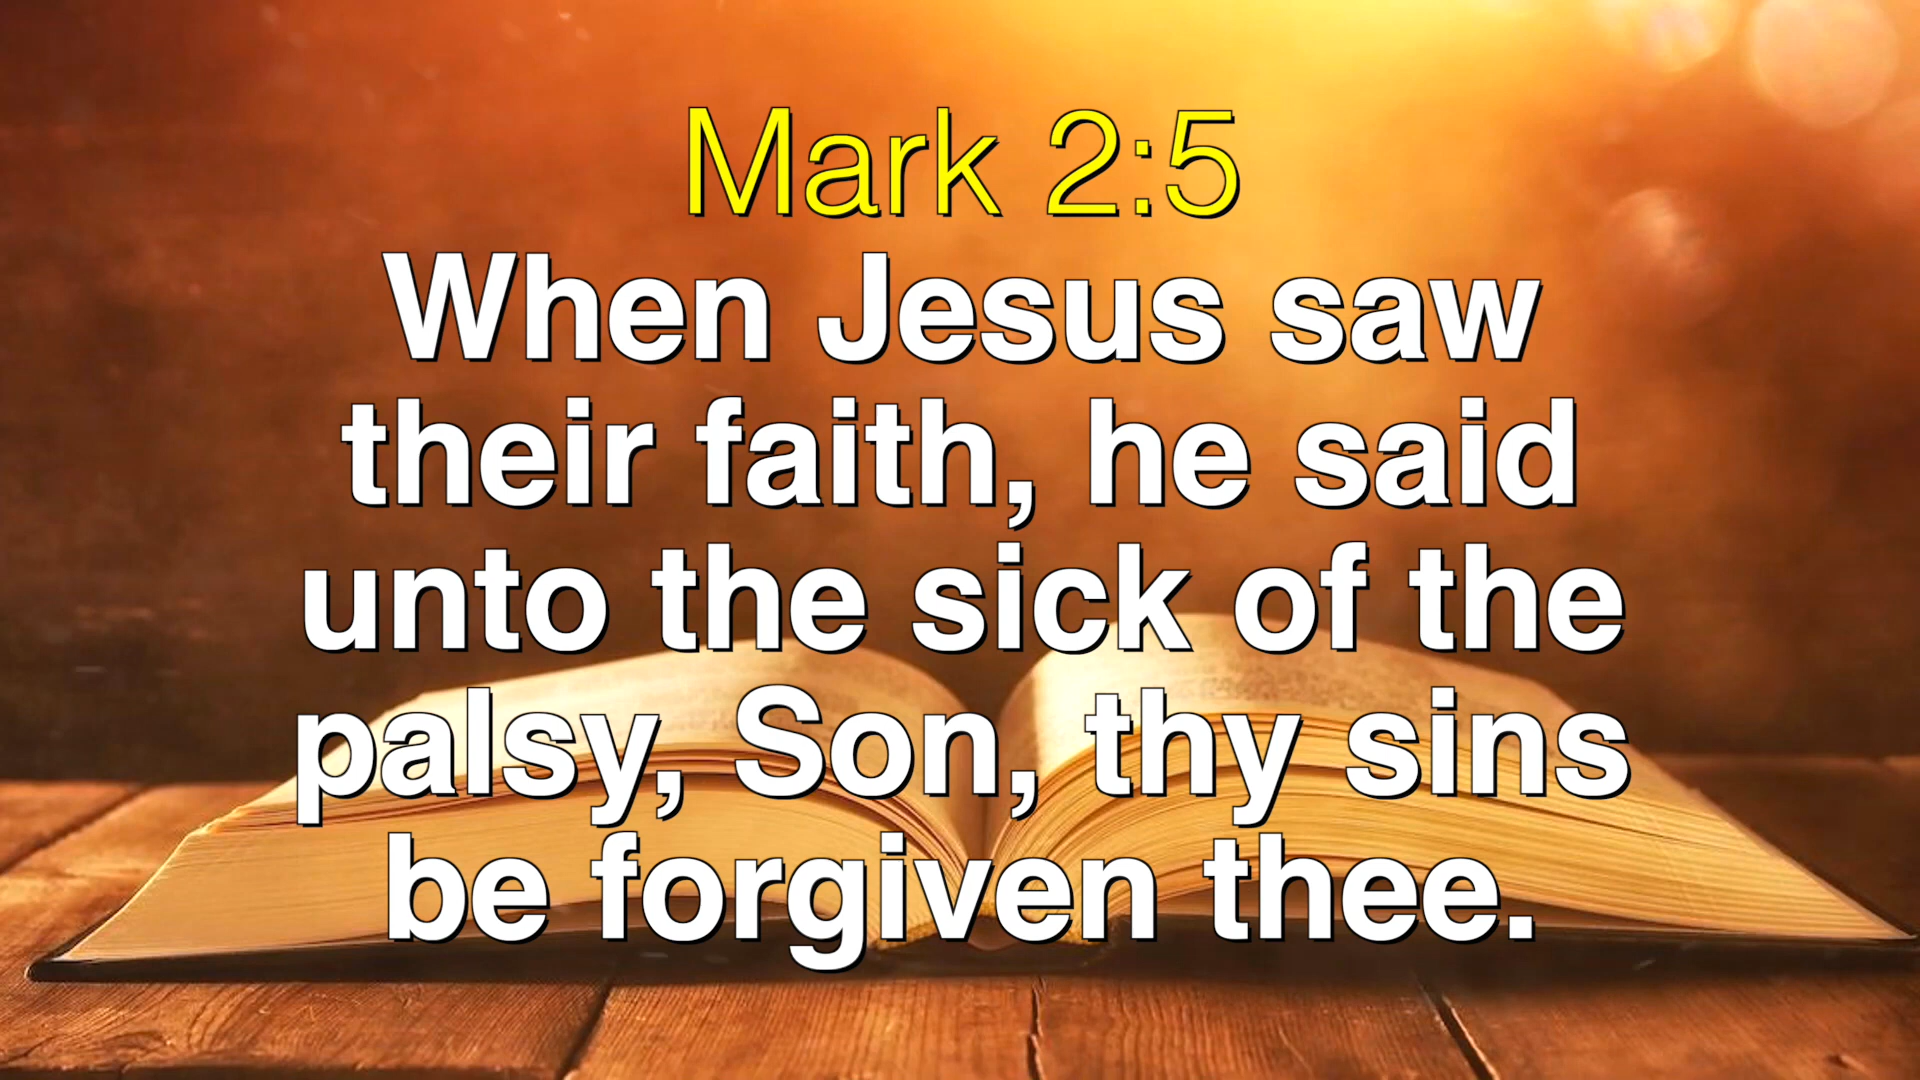 Mark 2:5
When Jesus saw
their faith, he said
unto the sick of the
palsy, Son, thy sins
be forgiven thee.